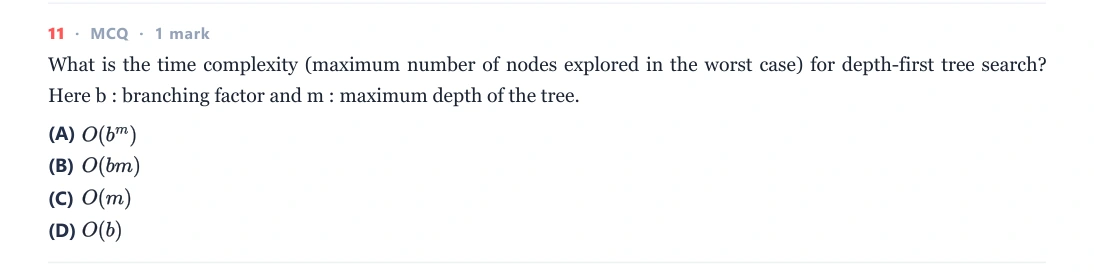 11 · MCQ · 1 mark
What is the time complexity (maximum number of nodes explored in the worst case) for depth-first tree search?
Here b : branching factor and m : maximum depth of the tree.
(A) O(bᵐ)
(B) O(bm)
(C) O(m)
(D) O(b)